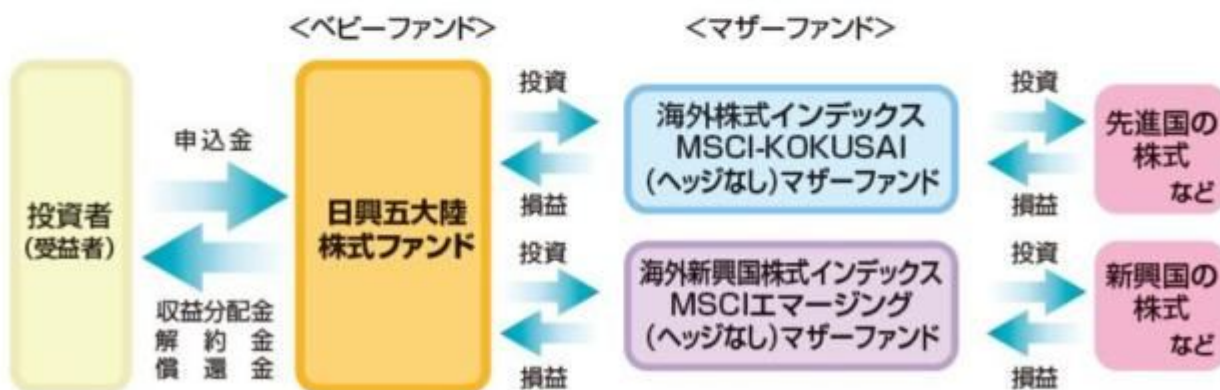 <ベビーファンド>
<マザーファンド>
投資者
(受益者)
申込金
収益分配金
解約金
償還金
日興五大陸
株式ファンド
投資
損益
海外株式インデックス
MSCI-KOKUSAI
(ヘッジなし)マザーファンド
投資
損益
先進国の
株式
など
投資
損益
海外新興国株式インデックス
MSCIエマージング
(ヘッジなし)マザーファンド
投資
損益
新興国の
株式
など